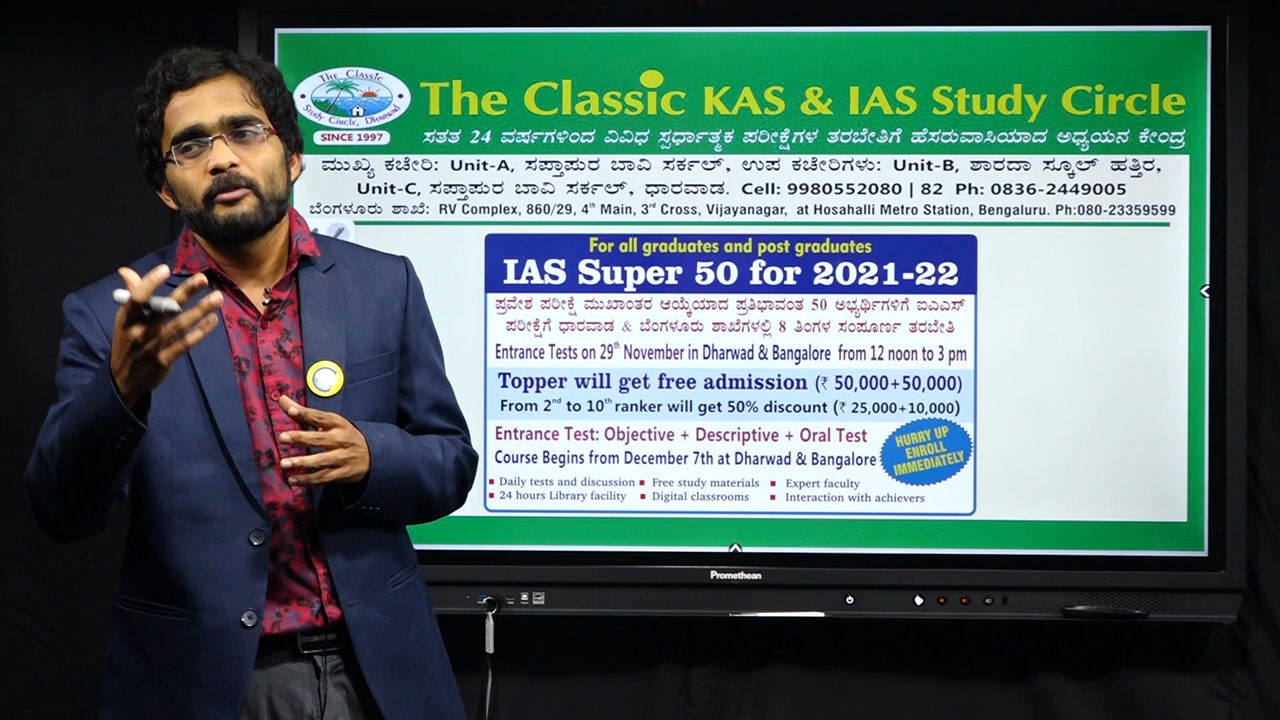 The Classic
Study Circle, Dharwad
SINCE 1997
The Classic KAS & IAS Study Circle
ಸತತ 24 ವರ್ಷಗಳಿಂದ ವಿವಿಧ ಸ್ಪರ್ಧಾತ್ಮಕ ಪರೀಕ್ಷೆಗಳ ತರಬೇತಿಗೆ ಹೆಸರುವಾಸಿಯಾದ ಅಧ್ಯಯನ ಕೇಂದ್ರ
ಮುಖ್ಯ ಕಚೇರಿ: Unit-A, ಸಪ್ತಾಪುರ ಬಾವಿ ಸರ್ಕಲ್, ಉಪ ಕಚೇರಿಗಳು: Unit-B, ಶಾರದಾ ಸ್ಕೂಲ್ ಹತ್ತಿರ,
Unit-C, ಸಪ್ತಾಪುರ ಬಾವಿ ಸರ್ಕಲ್, ಧಾರವಾಡ. Cell: 9980552080 | 82 Ph: 0836-2449005
ಬೆಂಗಳೂರು ಶಾಖೆ: RV Complex, 860/29, 4th Main, 3rd Cross, Vijayanagar, at Hosahalli Metro Station, Bengaluru. Ph:080-23359599
For all graduates and post graduates
IAS Super 50 for 2021-22
ಪ್ರವೇಶ ಪರೀಕ್ಷೆ ಮುಖಾಂತರ ಆಯ್ಕೆಯಾದ ಪ್ರತಿಭಾವಂತ 50 ಅಭ್ಯರ್ಥಿಗಳಿಗೆ ಐಎಎಸ್
ಪರೀಕ್ಷೆಗೆ ಧಾರವಾಡ & ಬೆಂಗಳೂರು ಶಾಖೆಗಳಲ್ಲಿ 8 ತಿಂಗಳ ಸಂಪೂರ್ಣ ತರಬೇತಿ
Entrance Tests on 29th November in Dharwad & Bangalore from 12 noon to 3 pm
Topper will get free admission (₹ 50,000+50,000)
From 2nd to 10th ranker will get 50% discount (₹ 25,000+10,000)
Entrance Test: Objective + Descriptive + Oral Test
Course Begins from December 7th at Dharwad & Bangalore
HURRY UP
ENROLL
IMMEDIATELY
Daily tests and discussion Free study materials Expert faculty
24 hours Library facility Digital classrooms Interaction with achievers
Promethean